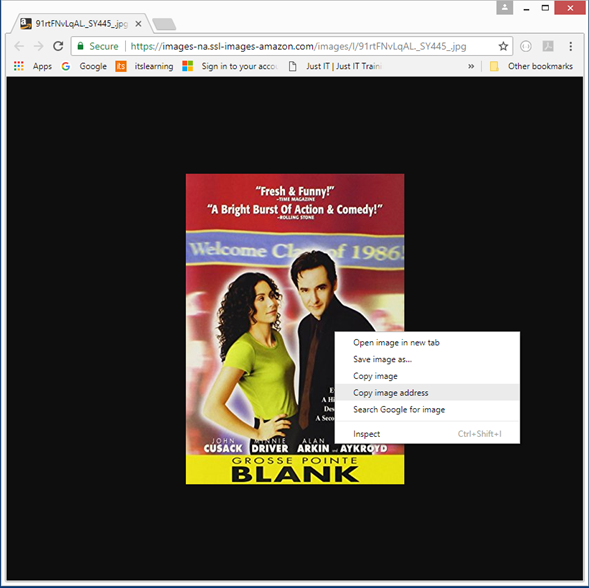 91rtFNvLqAL._SY445_.jpg
Secure https://images-na.ssl-images-amazon.com/images/I/91rtFNvLqAL._SY445_.jpg
Apps Google its itslearning Sign in to your accou Just IT | Just IT Traini » Other bookmarks
"Fresh & Funny!"
–TIME MAGAZINE
"A Bright Burst Of Action & Comedy!"
–ROLLING STONE
Welcome Class of 1986!
Open image in new tab
Save image as...
Copy image
Copy image address
Search Google for image
Inspect Ctrl+Shift+I
A Hi
Des
A Seco
JOHN CUSACK MINNIE DRIVER ALAN ARKIN AND AYKROYD
GROSSE POINTE
BLANK